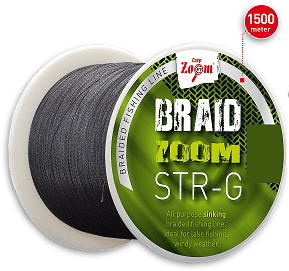 1500
meter
Carp
Zoom
BRAIDED FISHING LINE
BRAID
ZOOM
STR-G
All purpose sinking
braided fishing line.
Ideal for lake fishing,
windy weather.